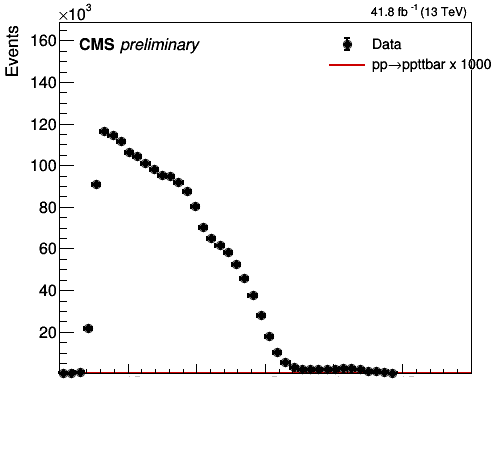 ×10³
41.8 fb⁻¹ (13 TeV)
Events
CMS preliminary
Data
pp→ppttbar x 1000
160
140
120
100
80
60
40
20